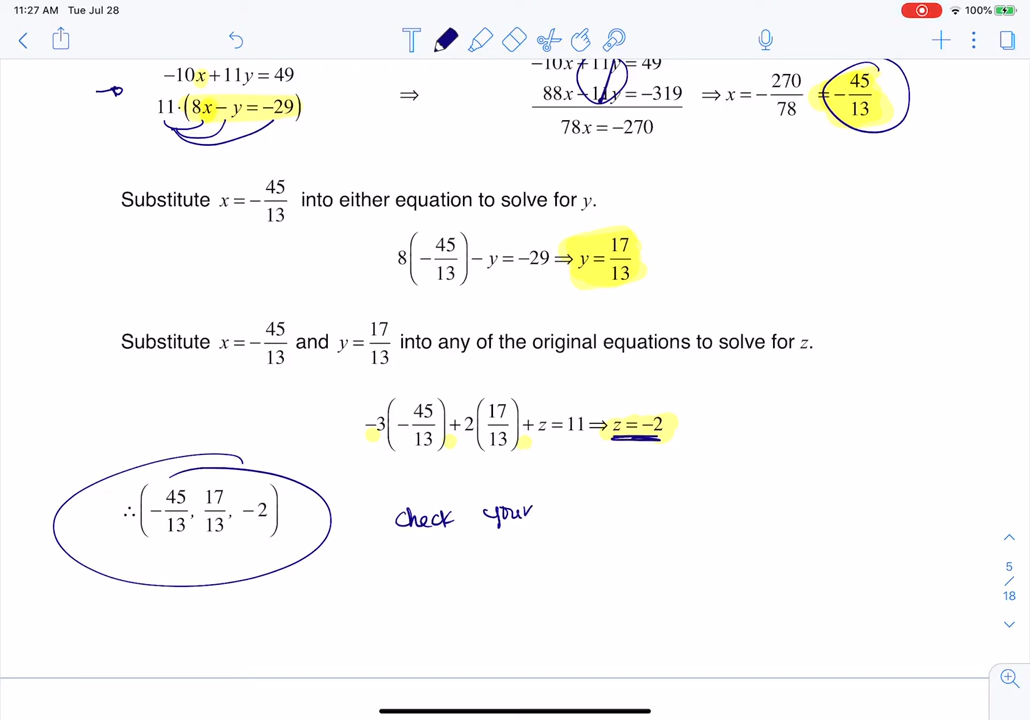 11:27 AM Tue Jul 28 100%
−10x+11y = 49 −10x+11y = 49
11·(8x− y = −29) ⇒ 88x −11y = −319 ⇒ x = − 270/78 = − 45/13
78x = −270
Substitute x = − 45/13 into either equation to solve for y.
8(− 45/13) − y = −29 ⇒ y = 17/13
Substitute x = − 45/13 and y = 17/13 into any of the original equations to solve for z.
−3(− 45/13) + 2(17/13) + z = 11 ⇒ z = −2
∴ (− 45/13, 17/13, −2) check your
5
/
18